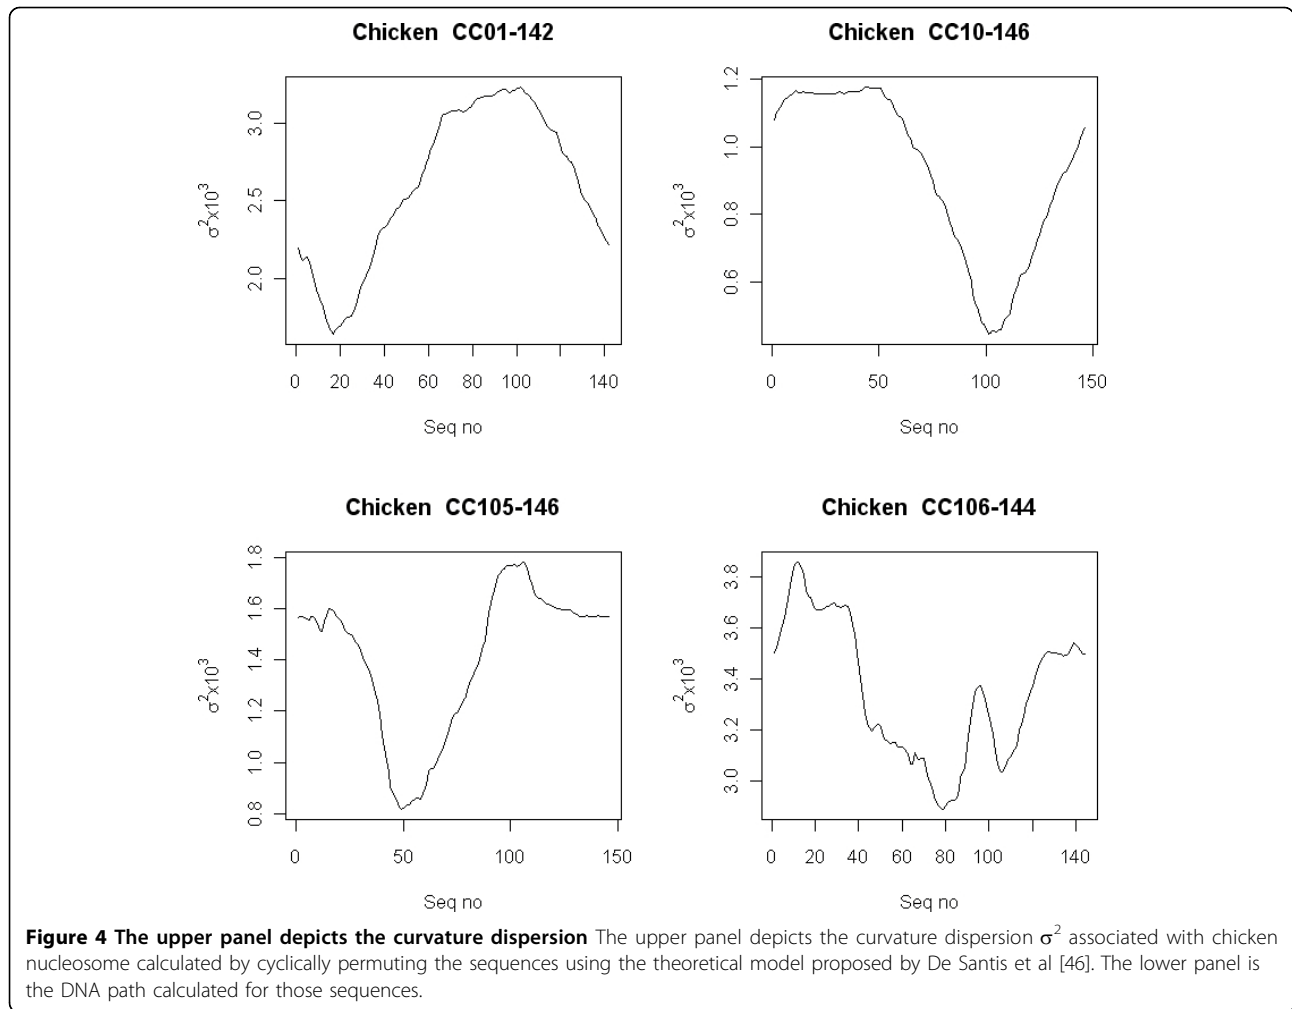 Chicken CC01-142
Chicken CC10-146
σ²x10³
3.0
2.5
2.0
0 20 40 60 80 100 140
Seq no
σ²x10³
1.2
1.0
0.8
0.6
0 50 100 150
Seq no
Chicken CC105-146
Chicken CC106-144
σ²x10³
1.8
1.6
1.4
1.2
1.0
0.8
0 50 100 150
Seq no
σ²x10³
3.8
3.6
3.4
3.2
3.0
0 20 40 60 80 100 140
Seq no
Figure 4 The upper panel depicts the curvature dispersion The upper panel depicts the curvature dispersion σ² associated with chicken
nucleosome calculated by cyclically permuting the sequences using the theoretical model proposed by De Santis et al [46]. The lower panel is
the DNA path calculated for those sequences.